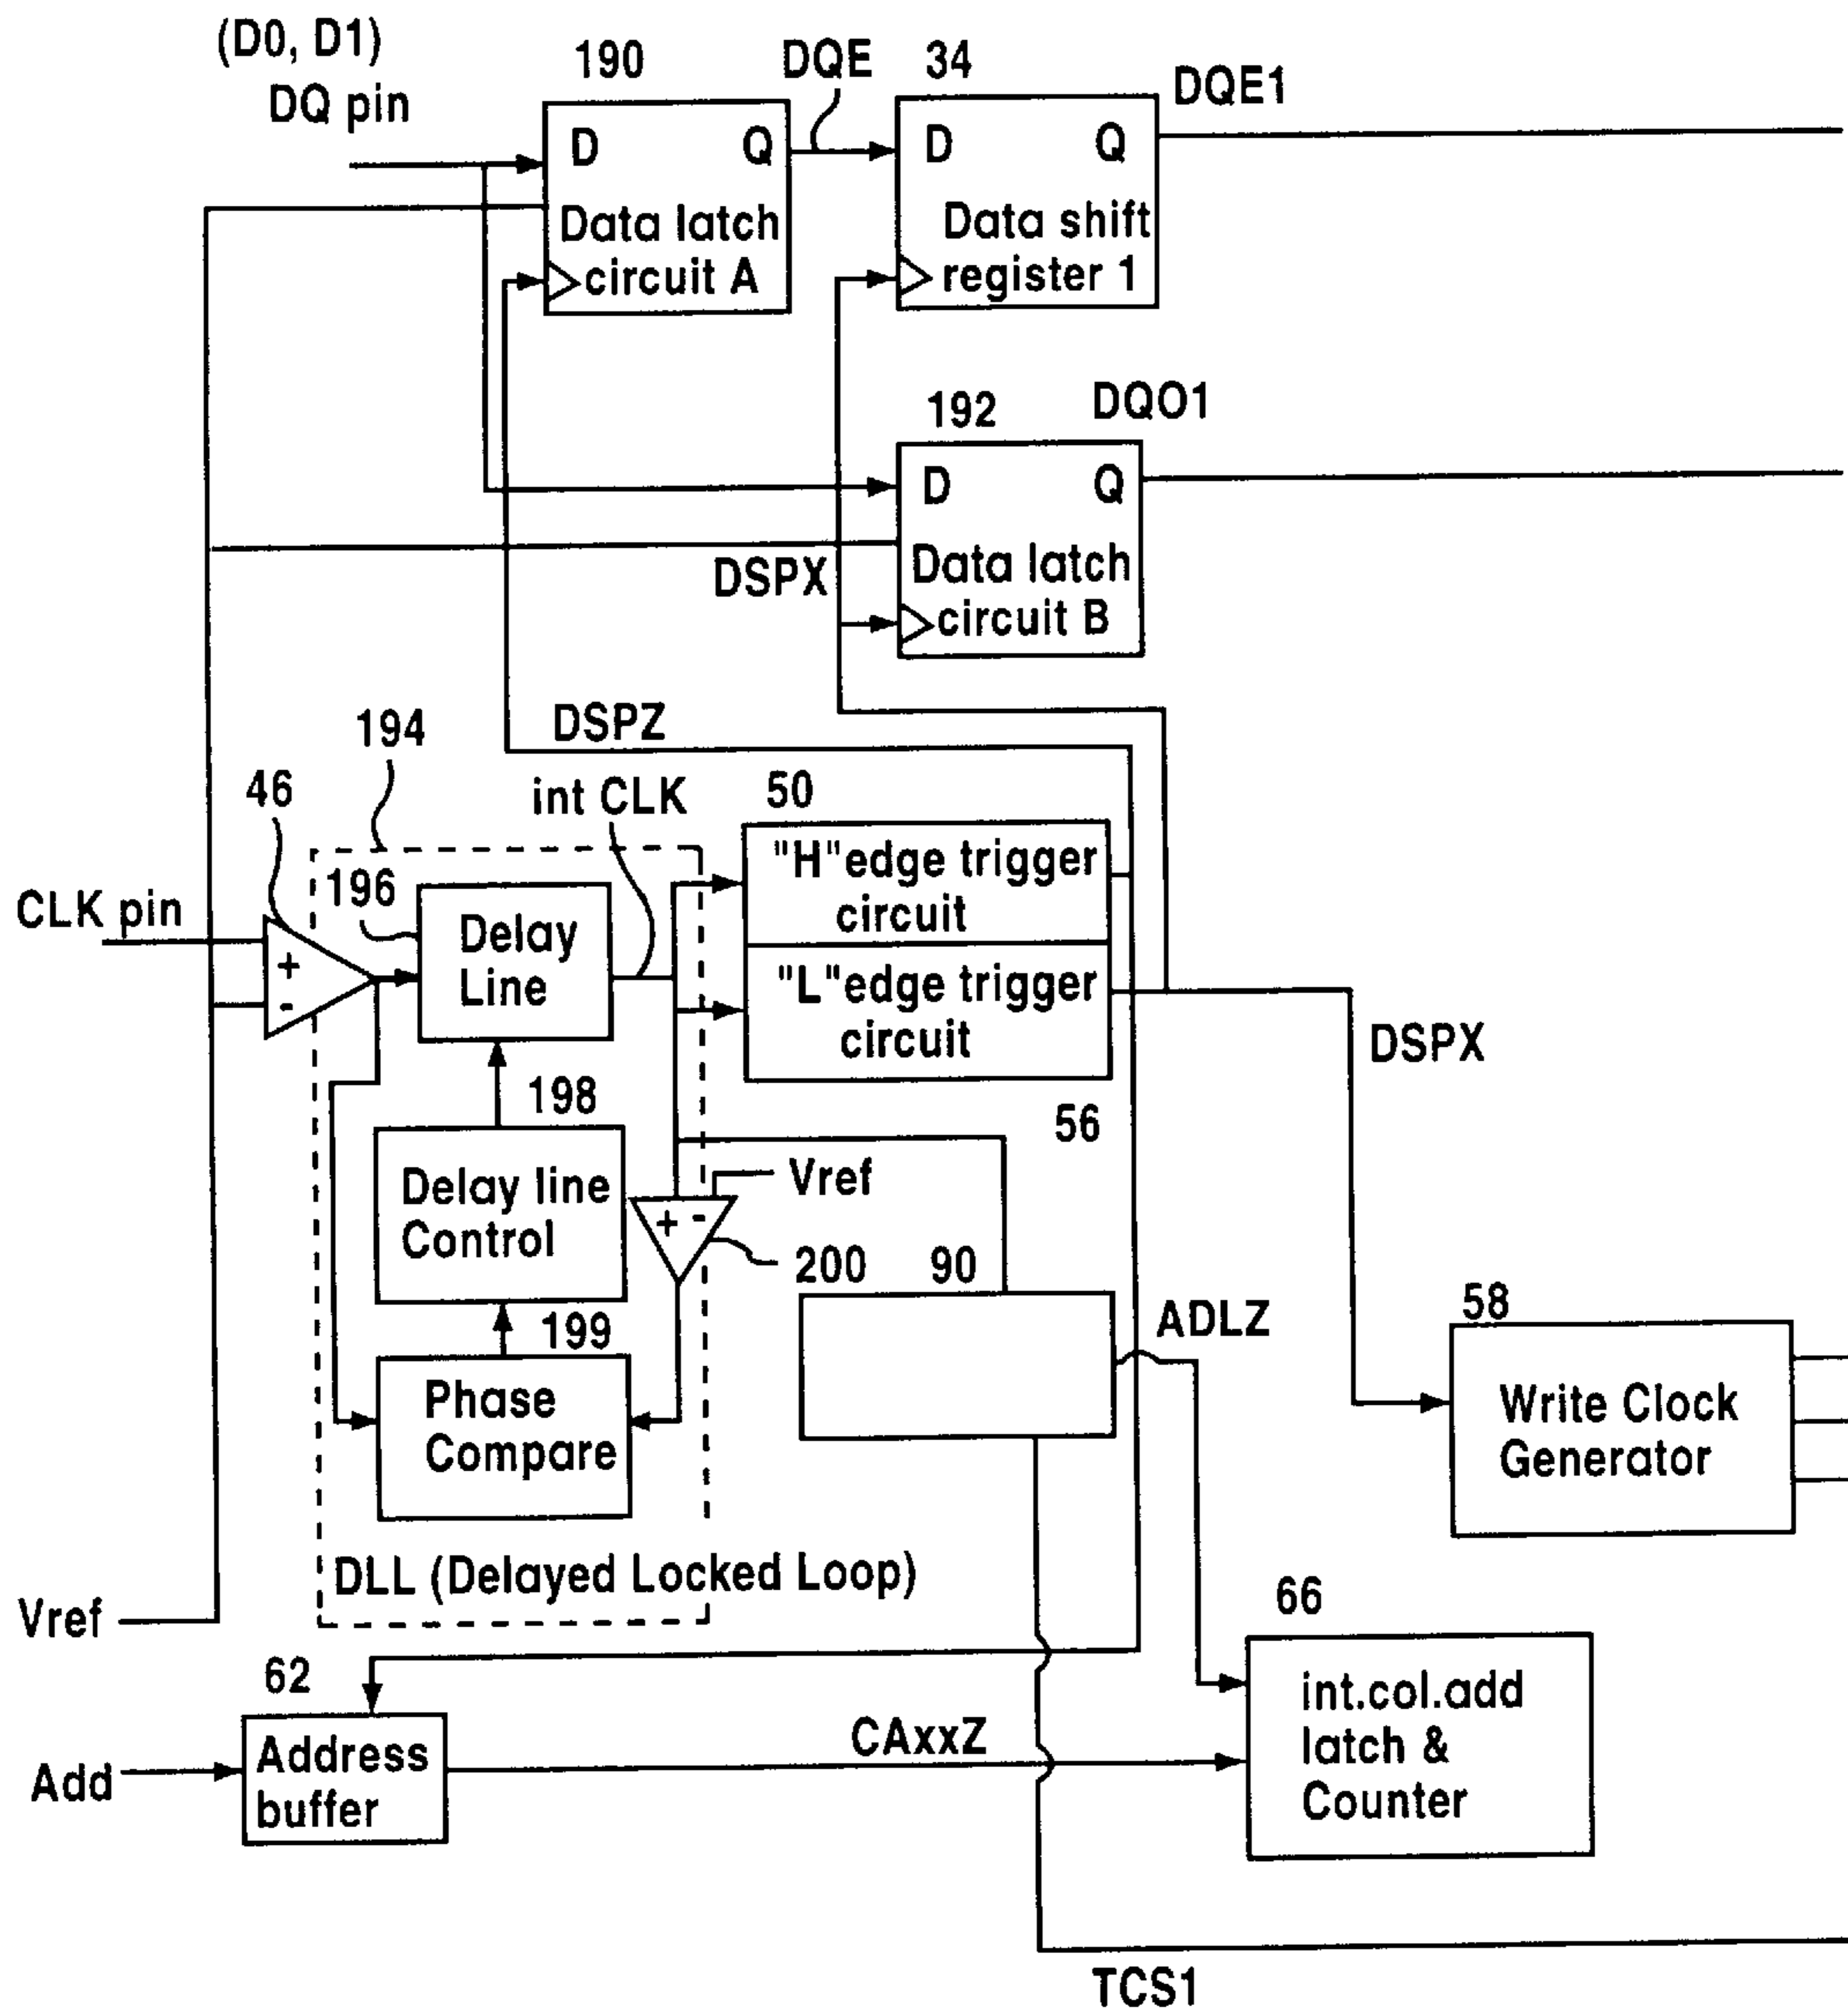 (D0, D1)
DQ pin
190
D
Q
Data latch
circuit A
DQE
34
D
Q
Data shift
register 1
DQE1
192
D
Q
Data latch
circuit B
DQO1
DSPX
194
DSPZ
46
int CLK
50
CLK pin
196
+
-
Delay
Line
"H"edge trigger
circuit
"L"edge trigger
circuit
DSPX
198
56
Delay line
Control
Vref
+ -
200
90
199
ADLZ
58
Phase
Compare
Write Clock
Generator
DLL (Delayed Locked Loop)
Vref
66
62
int.col.add
latch &
Counter
Add
Address
buffer
CAxxZ
TCS1